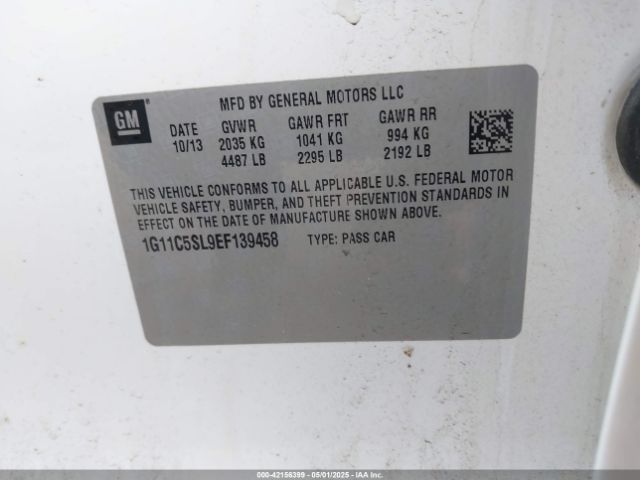 GM
MFD BY GENERAL MOTORS LLC
DATE GVWR GAWR FRT GAWR RR
10/13 2035 KG 1041 KG 994 KG
4487 LB 2295 LB 2192 LB
THIS VEHICLE CONFORMS TO ALL APPLICABLE U.S. FEDERAL MOTOR
VEHICLE SAFETY, BUMPER, AND THEFT PREVENTION STANDARDS IN
EFFECT ON THE DATE OF MANUFACTURE SHOWN ABOVE.
1G11C5SL9EF139458 TYPE: PASS CAR
000-42156399 - 05/01/2025 - IAAI.COM